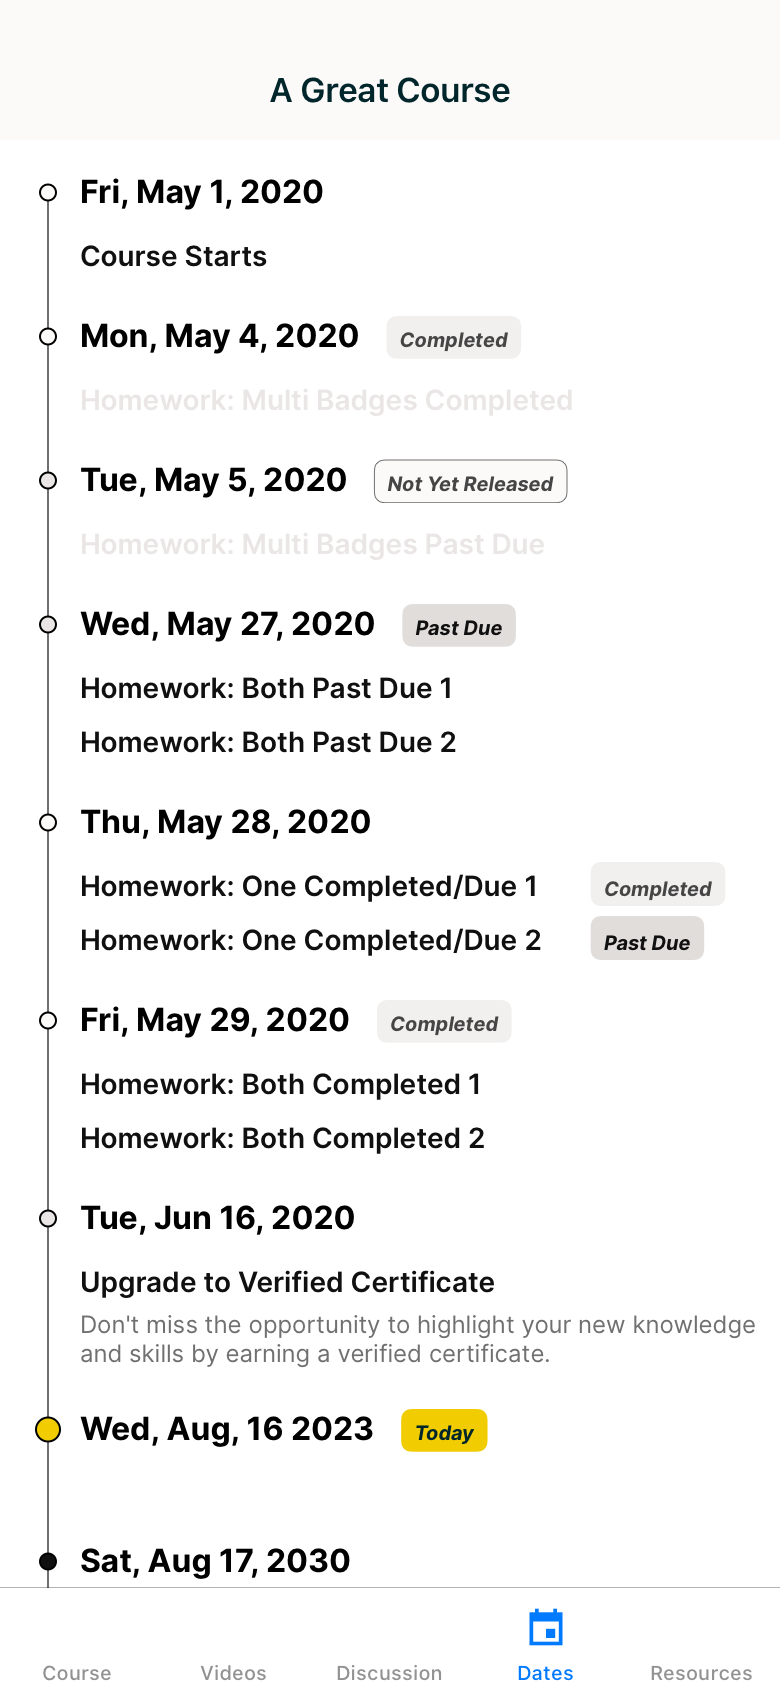 A Great Course
Fri, May 1, 2020
Course Starts
Mon, May 4, 2020 Completed
Homework: Multi Badges Completed
Tue, May 5, 2020 Not Yet Released
Homework: Multi Badges Past Due
Wed, May 27, 2020 Past Due
Homework: Both Past Due 1
Homework: Both Past Due 2
Thu, May 28, 2020
Homework: One Completed/Due 1 Completed
Homework: One Completed/Due 2 Past Due
Fri, May 29, 2020 Completed
Homework: Both Completed 1
Homework: Both Completed 2
Tue, Jun 16, 2020
Upgrade to Verified Certificate
Don't miss the opportunity to highlight your new knowledge
and skills by earning a verified certificate.
Wed, Aug, 16 2023 Today
Sat, Aug 17, 2030
Course Videos Discussion Dates Resources